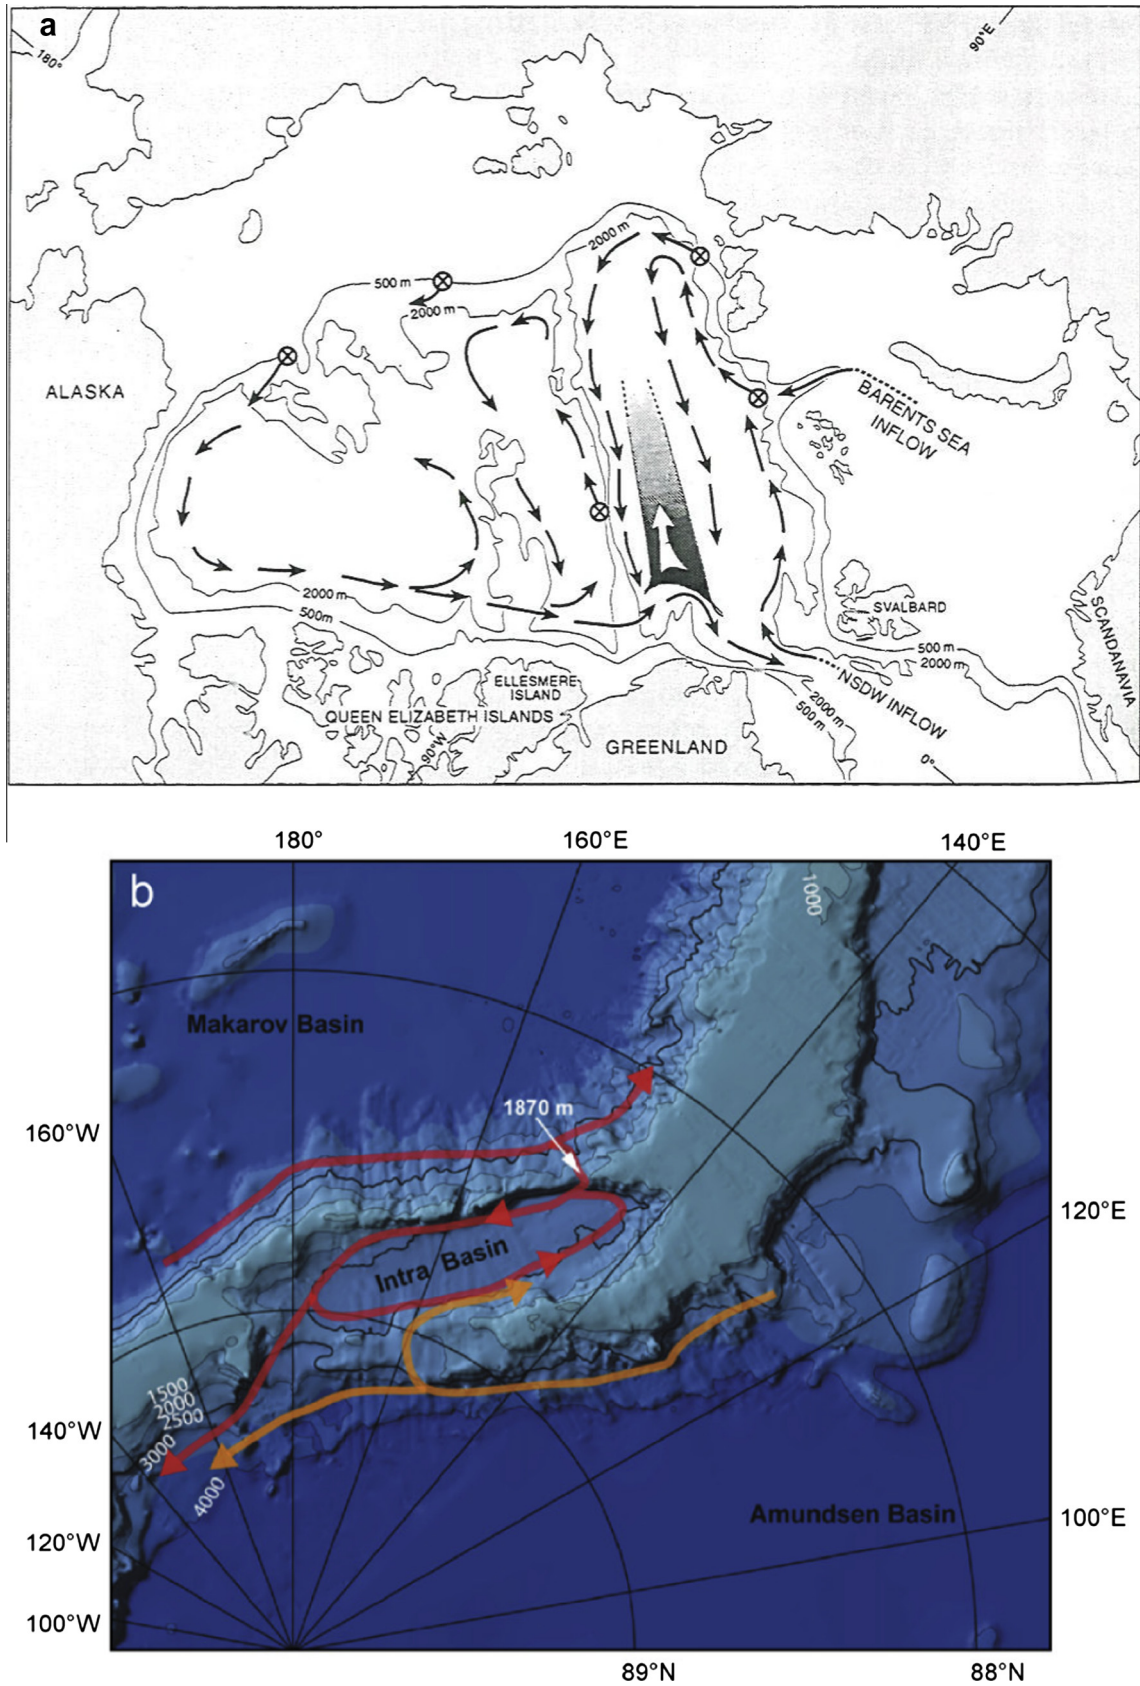 a
180°
90°E
2000 m
500 m
2000 m
ALASKA
BARENTS SEA
INFLOW
2000 m
500m
SVALBARD
500 m
2000 m
SCANDANAVIA
ELLESMERE
ISLAND
QUEEN ELIZABETH ISLANDS
90°W
GREENLAND
NSDW INFLOW
2000 m
500 m
0°
180°
160°E
140°E
b
1000
Makarov Basin
1870 m
160°W
120°E
Intra Basin
1500
2000
2500
3000
4000
140°W
Amundsen Basin
100°E
120°W
100°W
89°N
88°N